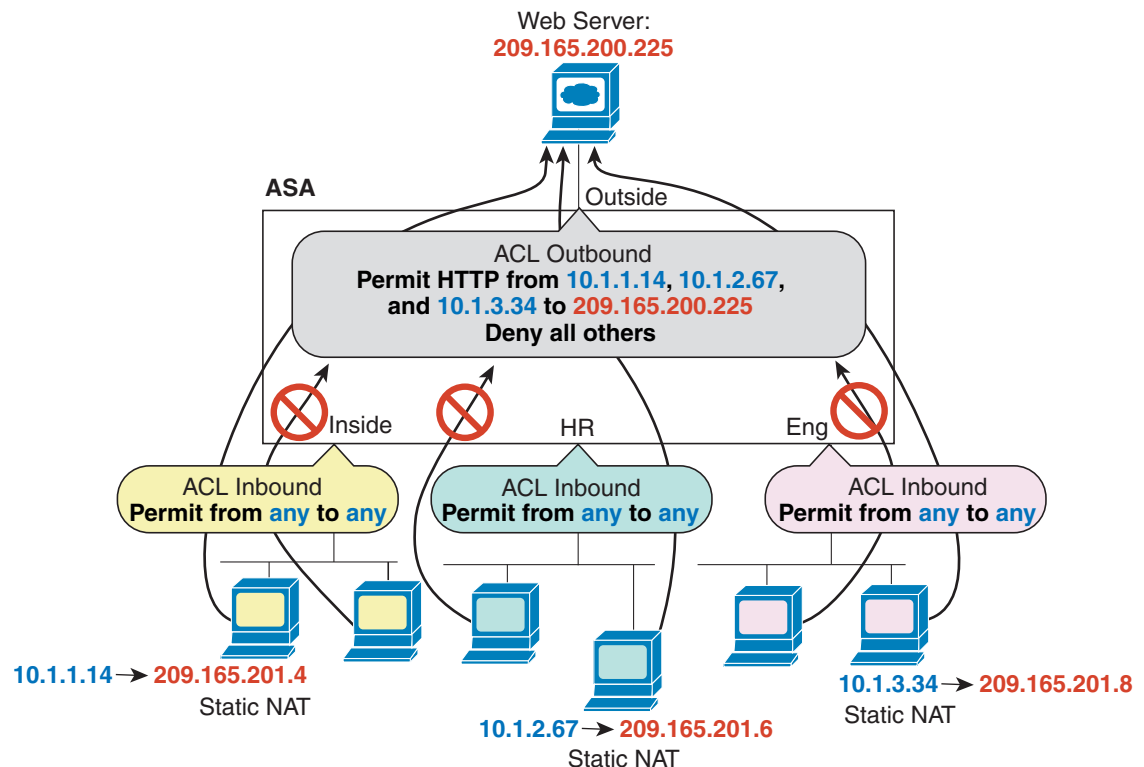 Web Server:
209.165.200.225
ASA
Outside
ACL Outbound
Permit HTTP from 10.1.1.14, 10.1.2.67,
and 10.1.3.34 to 209.165.200.225
Deny all others
Inside
HR
Eng
ACL Inbound
Permit from any to any
ACL Inbound
Permit from any to any
ACL Inbound
Permit from any to any
10.1.1.14 → 209.165.201.4
Static NAT
10.1.2.67 → 209.165.201.6
Static NAT
10.1.3.34 → 209.165.201.8
Static NAT